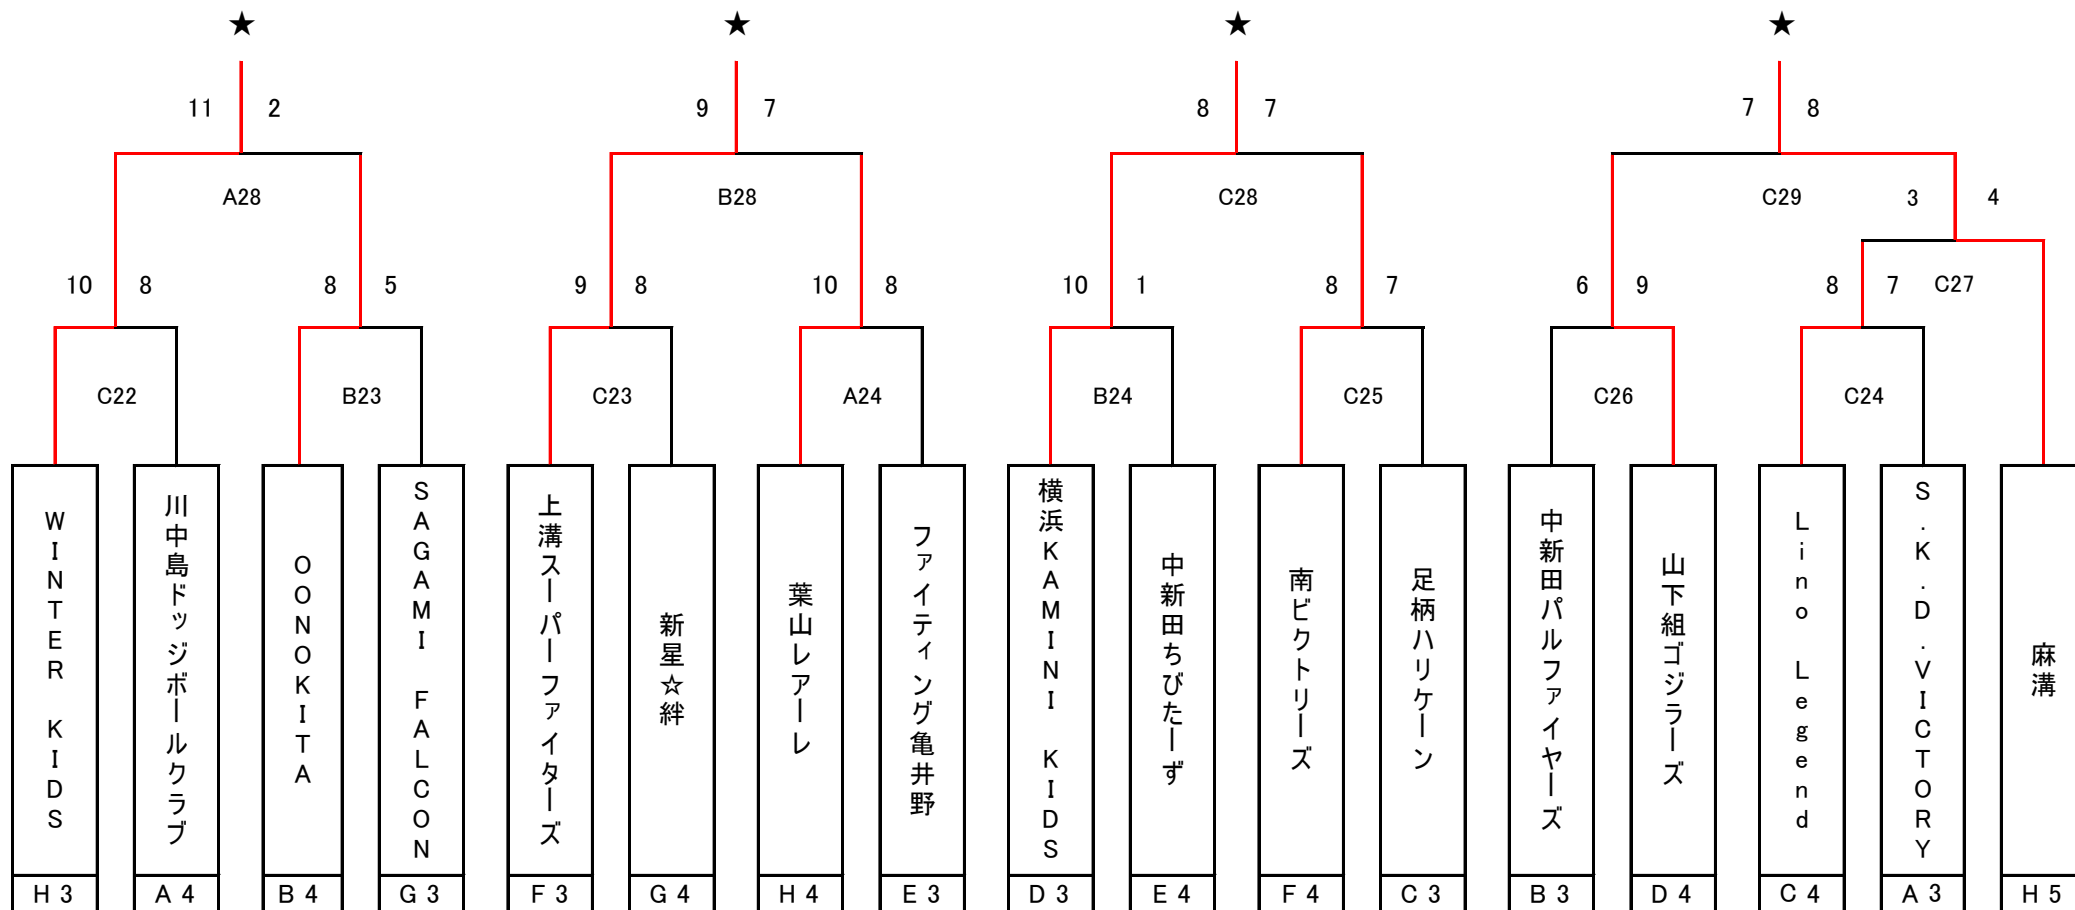 ★ ★ ★ ★
11 2 9 7 8 7 7 8
A28 B28 C28 C29 3 4
10 8 8 5 9 8 10 8 10 1 8 7 6 9 8 7 C27
C22 B23 C23 A24 B24 C25 C26 C24
WINTER KIDS
川中島ドッジボールクラブ
OONOKITA
SAGAMI FALCON
上溝スーパーファイターズ
新星☆絆
葉山レアーレ
ファイティング亀井野
横浜KAMINI KIDS
中新田ちびたーず
南ビクトリーズ
足柄ハリケーン
中新田パルファイヤーズ
山下組ゴジラーズ
Lino Legend
S.K.D.VICTORY
麻溝
H3 A4 B4 G3 F3 G4 H4 E3 D3 E4 F4 C3 B3 D4 C4 A3 H5